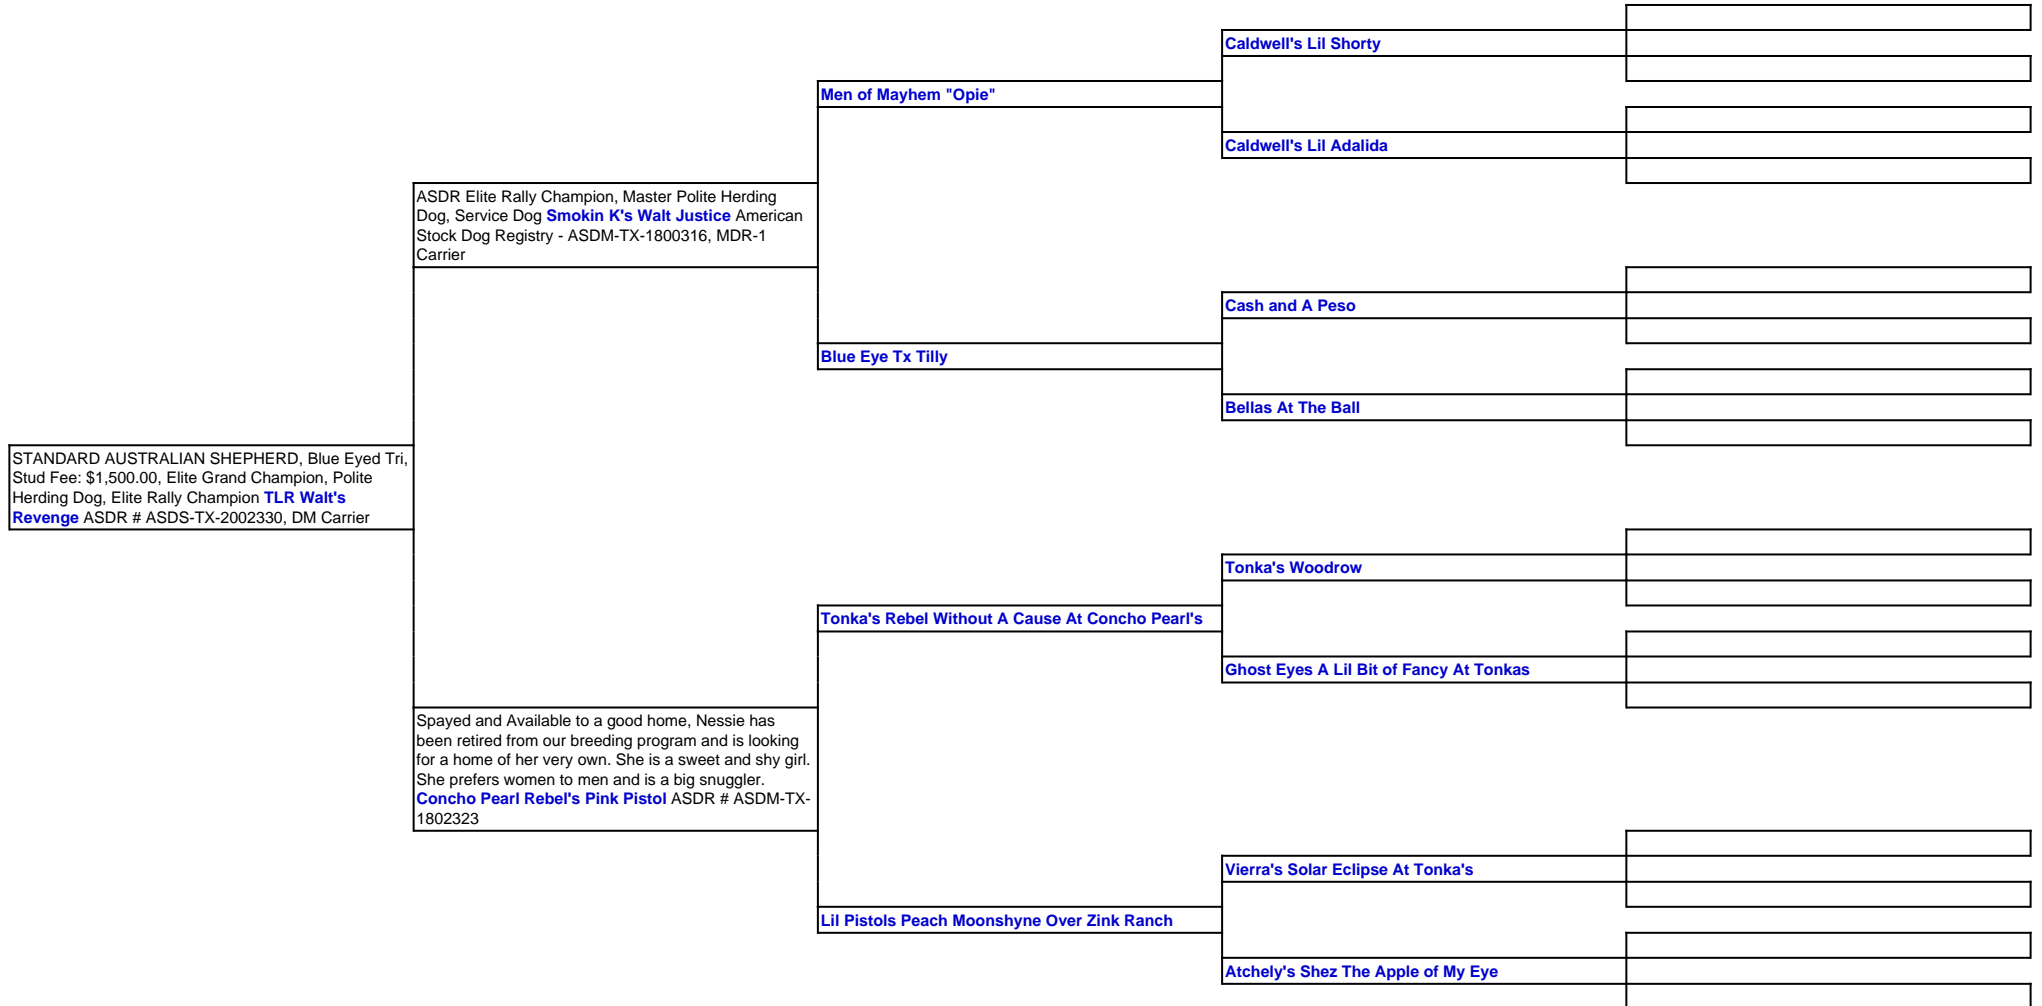 Caldwell's Lil Shorty
Men of Mayhem "Opie"
Caldwell's Lil Adalida
ASDR Elite Rally Champion, Master Polite Herding
Dog, Service Dog Smokin K's Walt Justice American
Stock Dog Registry - ASDM-TX-1800316, MDR-1
Carrier
Cash and A Peso
Blue Eye Tx Tilly
Bellas At The Ball
STANDARD AUSTRALIAN SHEPHERD, Blue Eyed Tri,
Stud Fee: $1,500.00, Elite Grand Champion, Polite
Herding Dog, Elite Rally Champion TLR Walt's
Revenge ASDR # ASDS-TX-2002330, DM Carrier
Tonka's Woodrow
Tonka's Rebel Without A Cause At Concho Pearl's
Ghost Eyes A Lil Bit of Fancy At Tonkas
Spayed and Available to a good home, Nessie has
been retired from our breeding program and is looking
for a home of her very own. She is a sweet and shy girl.
She prefers women to men and is a big snuggler.
Concho Pearl Rebel's Pink Pistol ASDR # ASDM-TX-
1802323
Vierra's Solar Eclipse At Tonka's
Lil Pistols Peach Moonshyne Over Zink Ranch
Atchely's Shez The Apple of My Eye